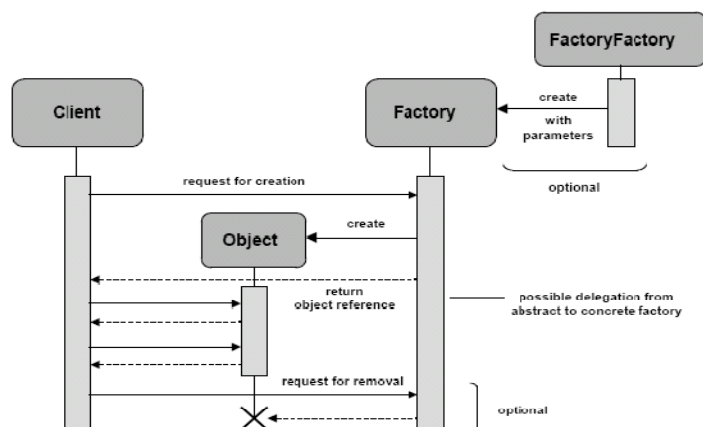 FactoryFactory
Client
Factory
create
with
parameters
optional
request for creation
create
Object
return
object reference
possible delegation from
abstract to concrete factory
request for removal
optional